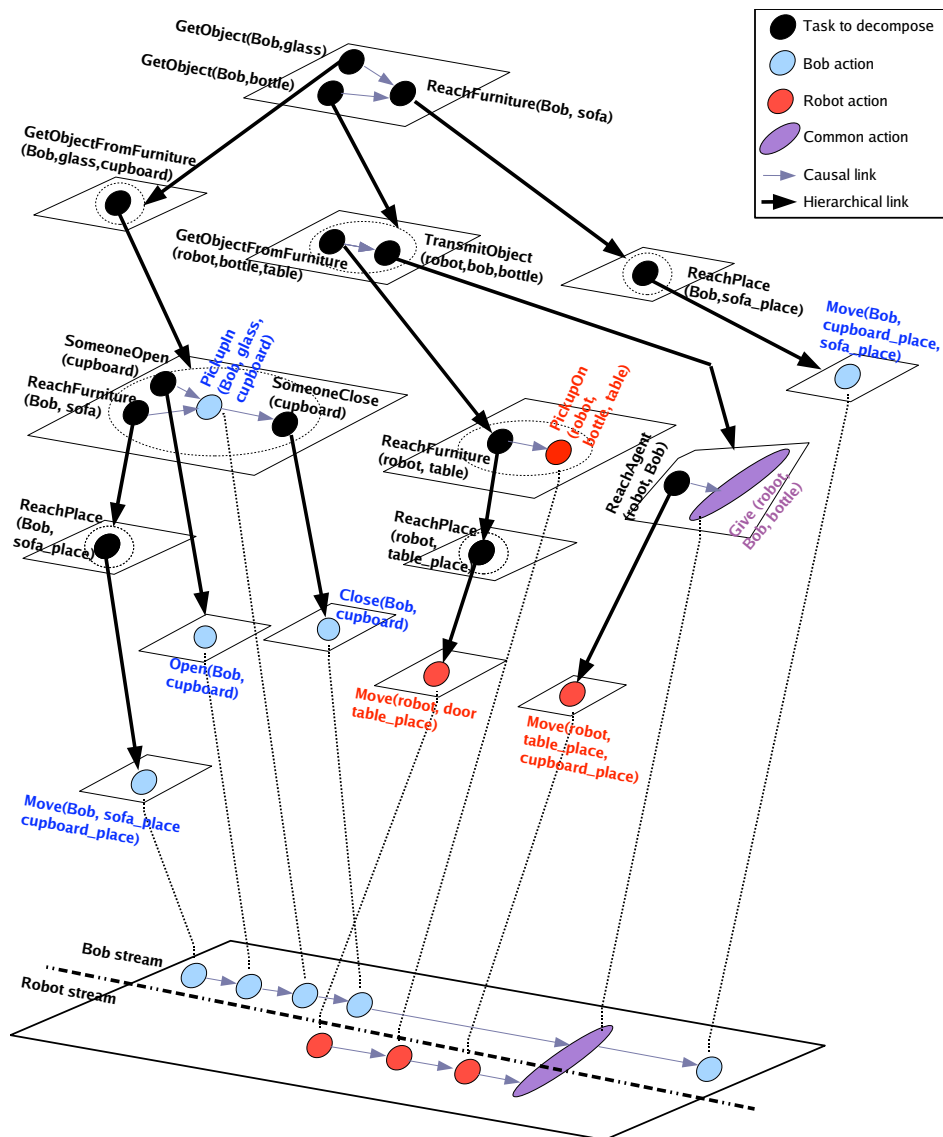 GetObject(Bob,glass)
GetObject(Bob,bottle)
ReachFurniture(Bob, sofa)
Task to decompose
Bob action
Robot action
Common action
Causal link
Hierarchical link
GetObjectFromFurniture
(Bob,glass,cupboard)
GetObjectFromFurniture
(robot,bottle,table)
TransmitObject
(robot,bob,bottle)
ReachPlace
(Bob,sofa_place)
Move(Bob,
cupboard_place,
sofa_place)
SomeoneOpen
(cupboard)
ReachFurniture
(Bob, sofa)
PickupIn
(Bob, glass,
cupboard)
SomeoneClose
(cupboard)
ReachFurniture
(robot, table)
PickupOn
(robot,
bottle, table)
ReachAgent
(robot, Bob)
Give (robot,
Bob, bottle)
ReachPlace
(Bob,
sofa_place)
ReachPlace
(robot,
table_place,
Open(Bob,
cupboard)
Close(Bob,
cupboard)
Move(robot, door
table_place)
Move(robot,
table_place,
cupboard_place)
Move(Bob, sofa_place
cupboard_place)
Bob stream
Robot stream